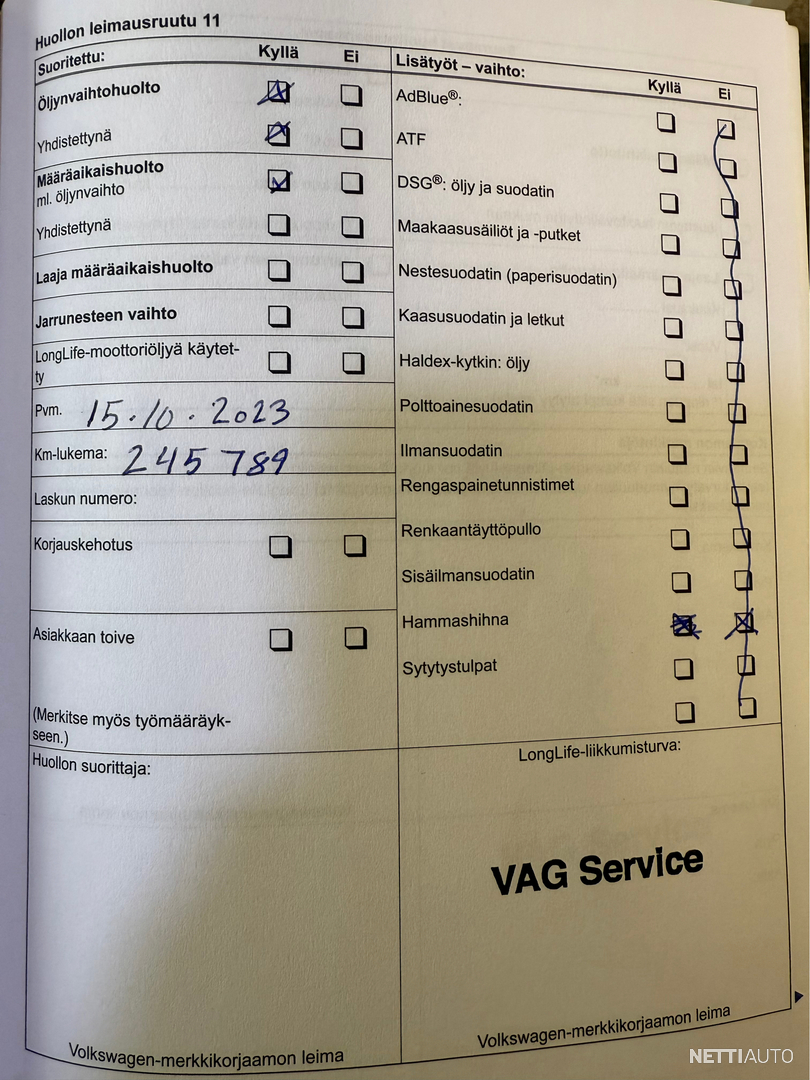 Huollon leimausruutu 11
Suoritettu: Kyllä Ei
Öljynvaihtohuolto
Yhdistettynä
Määräaikaishuolto
ml. öljynvaihto
Yhdistettynä
Laaja määräaikaishuolto
Jarrunesteen vaihto
LongLife-moottoriöljyä käytet-
ty
Pvm. 15.10.2023
Km-lukema: 245 789
Laskun numero:
Korjauskehotus
Asiakkaan toive
(Merkitse myös työmääräyk-
seen.)
Huollon suorittaja:
Volkswagen-merkkikorjaamon leima
Lisätyöt – vaihto: Kyllä Ei
AdBlue®:
ATF
DSG®: öljy ja suodatin
Maakaasusäiliöt ja -putket
Nestesuodatin (paperisuodatin)
Kaasusuodatin ja letkut
Haldex-kytkin: öljy
Polttoainesuodatin
Ilmansuodatin
Rengaspainetunnistimet
Renkaantäyttöpullo
Sisäilmansuodatin
Hammashihna
Sytytystulpat
LongLife-liikkumisturva:
VAG Service
Volkswagen-merkkikorjaamon leima
NETTIAUTO